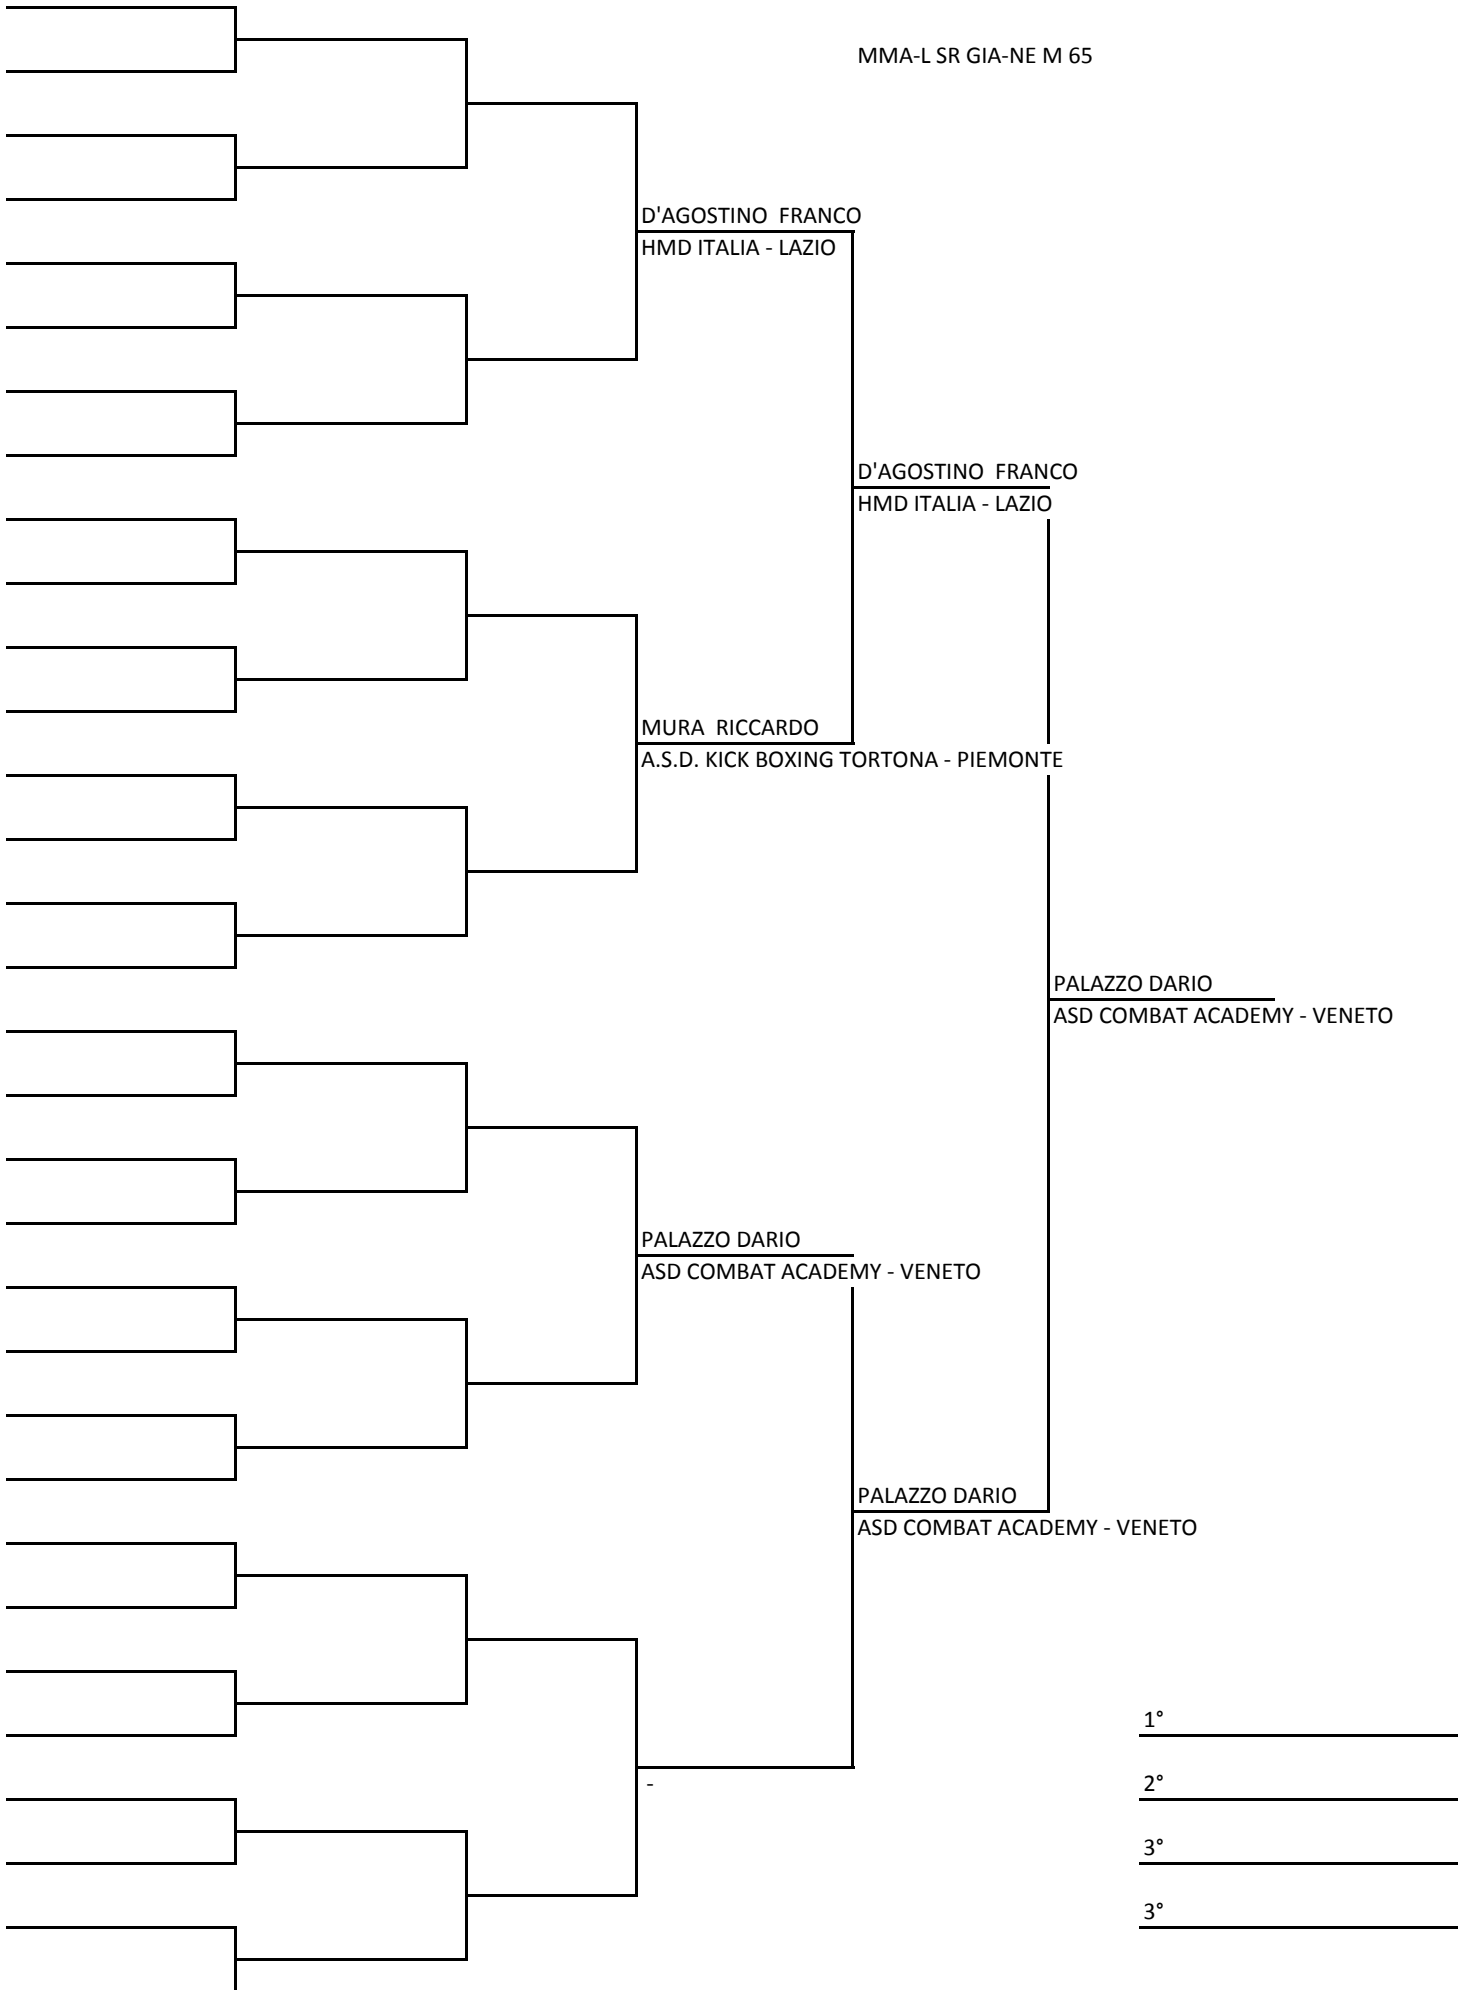 MMA-L SR GIA-NE M 65
D'AGOSTINO  FRANCO
HMD ITALIA - LAZIO
D'AGOSTINO  FRANCO
HMD ITALIA - LAZIO
MURA  RICCARDO
A.S.D. KICK BOXING TORTONA - PIEMONTE
PALAZZO DARIO
ASD COMBAT ACADEMY - VENETO
PALAZZO DARIO
ASD COMBAT ACADEMY - VENETO
PALAZZO DARIO
ASD COMBAT ACADEMY - VENETO
-
1°
2°
3°
3°